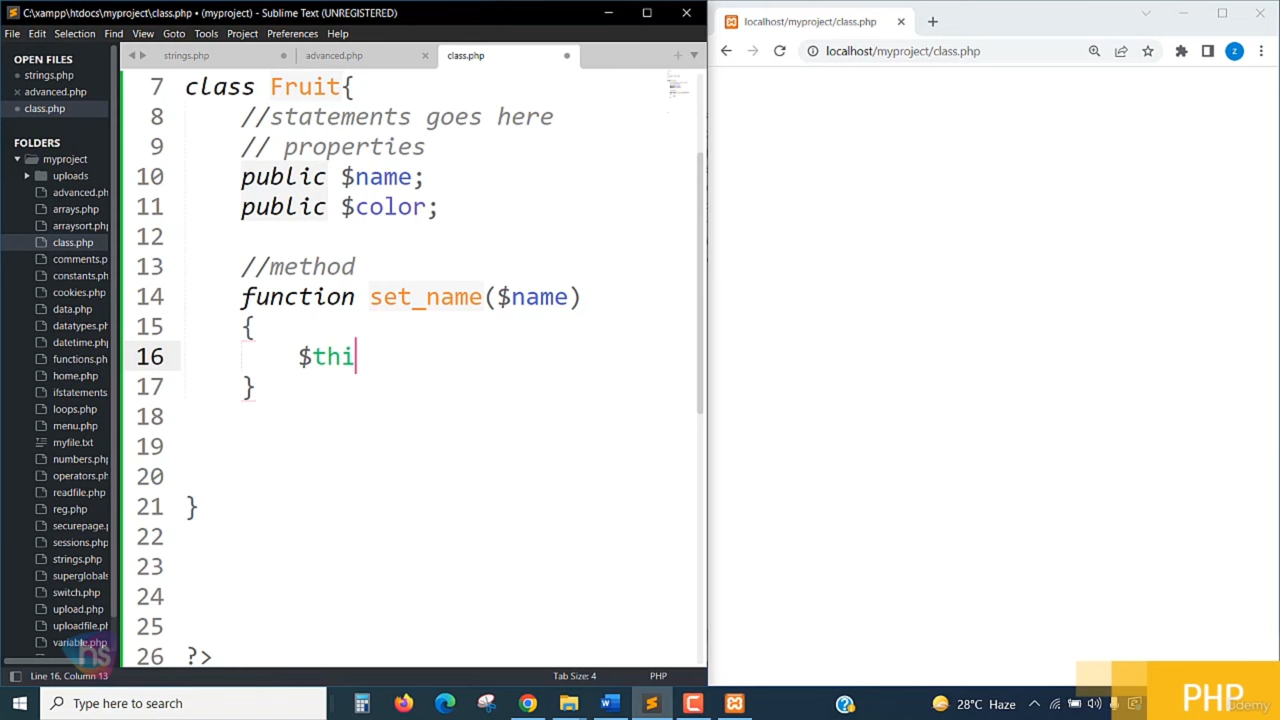 C:\xampp\htdocs\myproject\class.php • (myproject) - Sublime Text (UNREGISTERED)
File Edit Selection Find View Goto Tools Project Preferences Help
OPEN FILES
strings.php
advanced.php
class.php
FOLDERS
myproject
uploads
advanced.ph
arrays.php
arraysort.php
class.php
comments.p
constants.ph
cookies.php
data.php
datatypes.ph
datetime.php
functions.php
home.php
ifstatements
loops.php
menu.php
myfile.txt
numbers.php
operators.ph
readfile.php
reg.php
securepage.
sessions.php
strings.php
superglobals
switch.php
upload.php
uploadfile.ph
variable.php
strings.php advanced.php class.php
7 class Fruit{
8 //statements goes here
9 // properties
10 public $name;
11 public $color;
12
13 //method
14 function set_name($name)
15 {
16 $thi
17 }
18
19
20
21 }
22
23
24
25
26 ?>
Line 16, Column 13 Tab Size: 4 PHP
localhost/myproject/class.php
localhost/myproject/class.php
Z
Type here to search
28°C Haze
PHP
ns